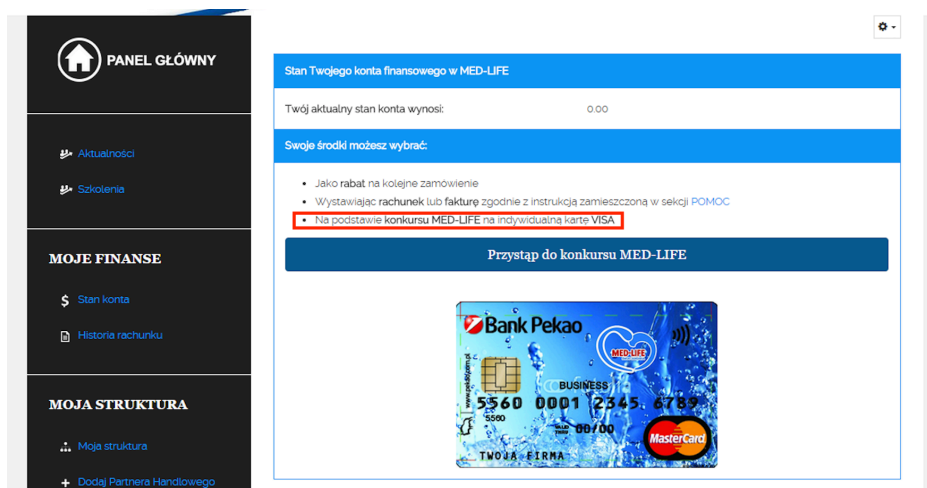 PANEL GŁÓWNY
Aktualności
Szkolenia
MOJE FINANSE
Stan konta
Historia rachunku
MOJA STRUKTURA
Moja struktura
Dodaj Partnera Handlowego
Stan Twojego konta finansowego w MED-LIFE
Twój aktualny stan konta wynosi: 0.00
Swoje środki możesz wybrać:
Jako rabat na kolejne zamówienie
Wystawiając rachunek lub fakturę zgodnie z instrukcją zamieszczoną w sekcji POMOC
Na podstawie konkursu MED-LIFE na indywidualną kartę VISA
Przystąp do konkursu MED-LIFE
Bank Pekao
MED-LIFE
BUSINESS
5560 0001 2345 6789
5560
00/00
MasterCard
TWOJA FIRMA